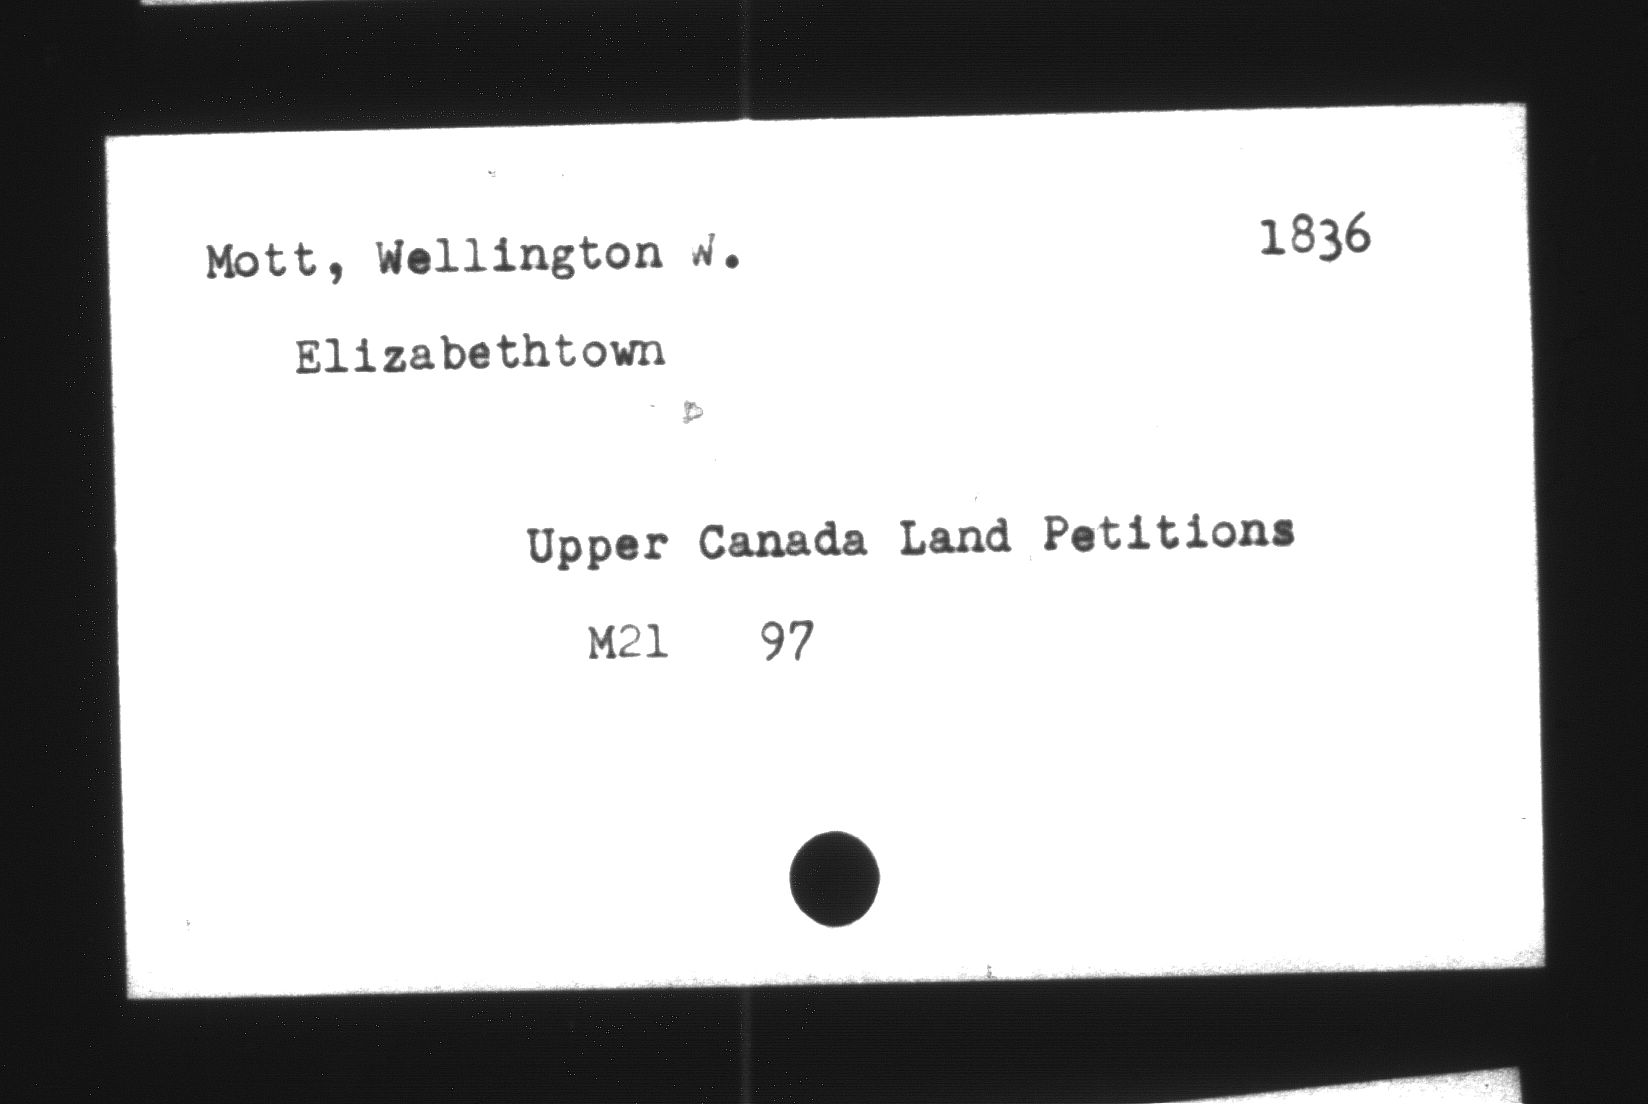 Mott, Wellington W. 1836
Elizabethtown
Upper Canada Land Petitions
M21 97